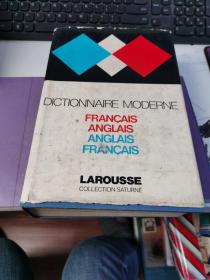 DICTIONNAIRE MODERNE
FRANÇAIS
ANGLAIS
ANGLAIS
FRANÇAIS
LAROUSSE
COLLECTION SATURNE